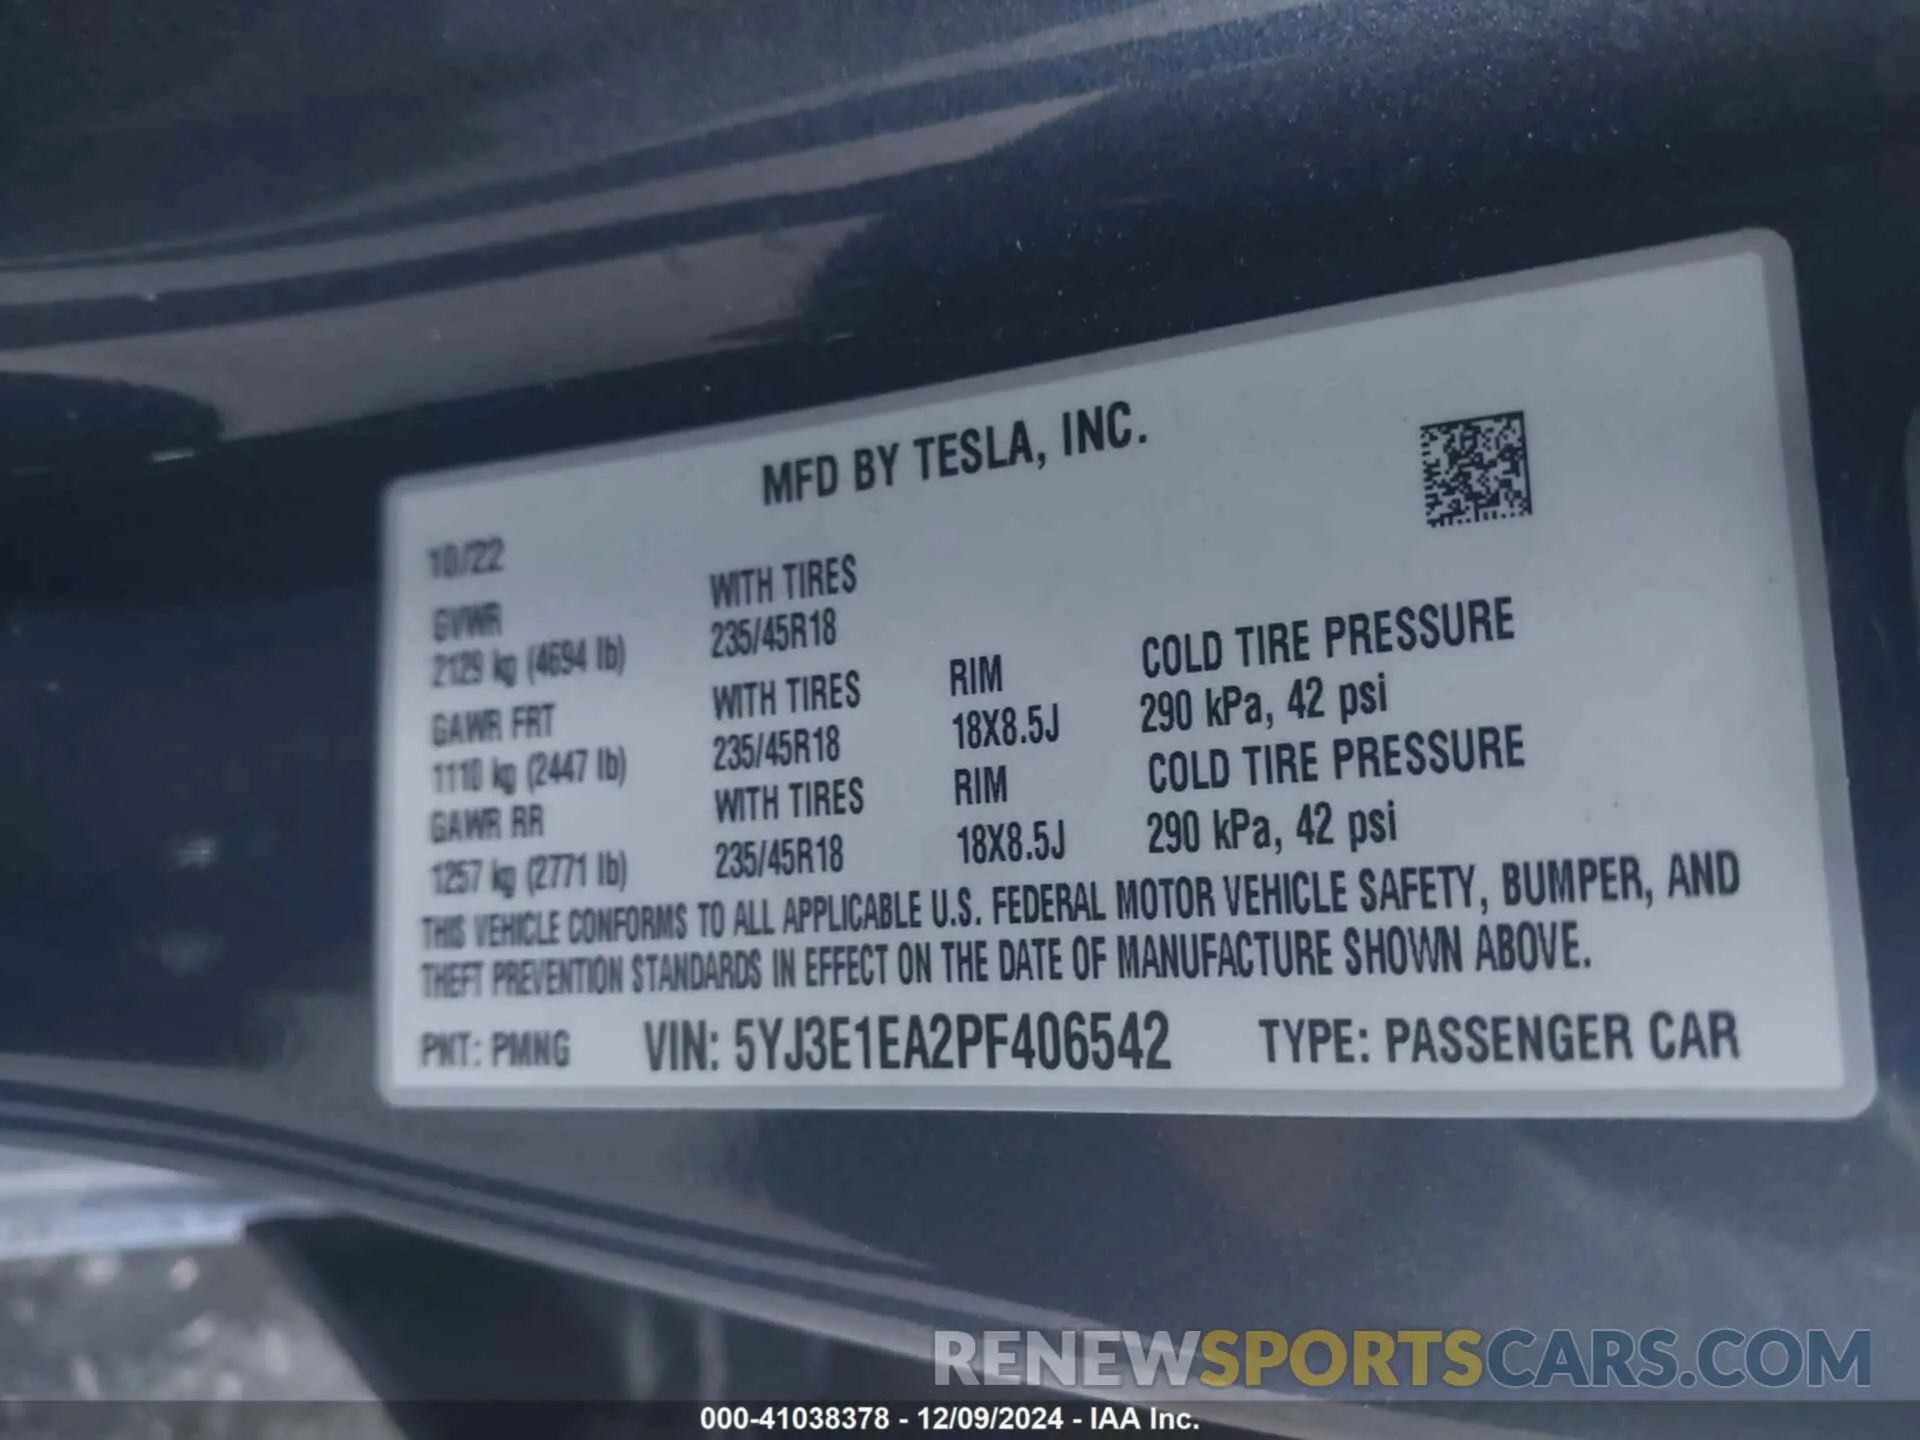 MFD BY TESLA, INC.
10/22
GVWR
2129 kg (4694 lb)
WITH TIRES
235/45R18
GAWR FRT
1110 kg (2447 lb)
WITH TIRES
235/45R18
RIM
18X8.5J
COLD TIRE PRESSURE
290 kPa, 42 psi
GAWR RR
1257 kg (2771 lb)
WITH TIRES
235/45R18
RIM
18X8.5J
COLD TIRE PRESSURE
290 kPa, 42 psi
THIS VEHICLE CONFORMS TO ALL APPLICABLE U.S. FEDERAL MOTOR VEHICLE SAFETY, BUMPER, AND
THEFT PREVENTION STANDARDS IN EFFECT ON THE DATE OF MANUFACTURE SHOWN ABOVE.
PNT: PMNG VIN: 5YJ3E1EA2PF406542 TYPE: PASSENGER CAR
RENEWSPORTSCARS.COM
000-41038378 - 12/09/2024 - IAA Inc.